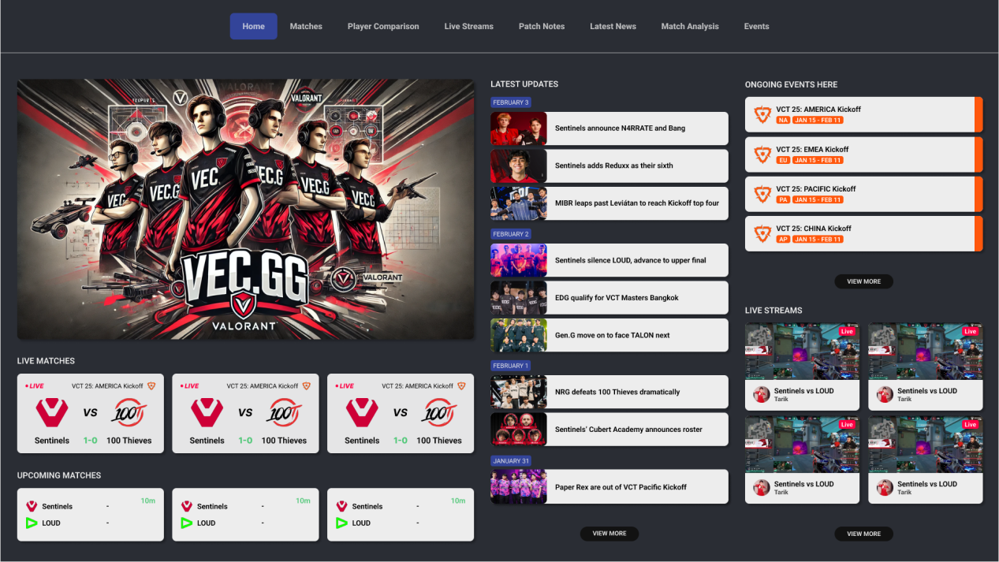 Home
Matches
Player Comparison
Live Streams
Patch Notes
Latest News
Match Analysis
Events
VALORANT
VALORANT
VEC.
VEC.G
VEC.G
VEC.G
VEC.G
VECG
VEC.GG
VALORANT
VALORANT
LIVE MATCHES
LIVE
VCT 25: AMERICA Kickoff
VS
100T
Sentinels
1-0
100 Thieves
LIVE
VCT 25: AMERICA Kickoff
VS
100T
Sentinels
1-0
100 Thieves
LIVE
VCT 25: AMERICA Kickoff
VS
100T
Sentinels
1-0
100 Thieves
UPCOMING MATCHES
10m
Sentinels -
LOUD -
10m
Sentinels -
LOUD -
10m
Sentinels -
LOUD -
LATEST UPDATES
FEBRUARY 3
Sentinels announce N4RRATE and Bang
Sentinels adds Reduxx as their sixth
MIBR leaps past Leviátan to reach Kickoff top four
FEBRUARY 2
Sentinels silence LOUD, advance to upper final
EDG qualify for VCT Masters Bangkok
Gen.G move on to face TALON next
FEBRUARY 1
NRG defeats 100 Thieves dramatically
Sentinels’ Cubert Academy announces roster
JANUARY 31
Paper Rex are out of VCT Pacific Kickoff
VIEW MORE
ONGOING EVENTS HERE
VCT 25: AMERICA Kickoff
NA JAN 15 - FEB 11
VCT 25: EMEA Kickoff
EU JAN 15 - FEB 11
VCT 25: PACIFIC Kickoff
PA JAN 15 - FEB 11
VCT 25: CHINA Kickoff
AP JAN 15 - FEB 11
VIEW MORE
LIVE STREAMS
Live
Sentinels vs LOUD
Tarik
Live
Sentinels vs LOUD
Tarik
Live
Sentinels vs LOUD
Tarik
Live
Sentinels vs LOUD
Tarik
VIEW MORE